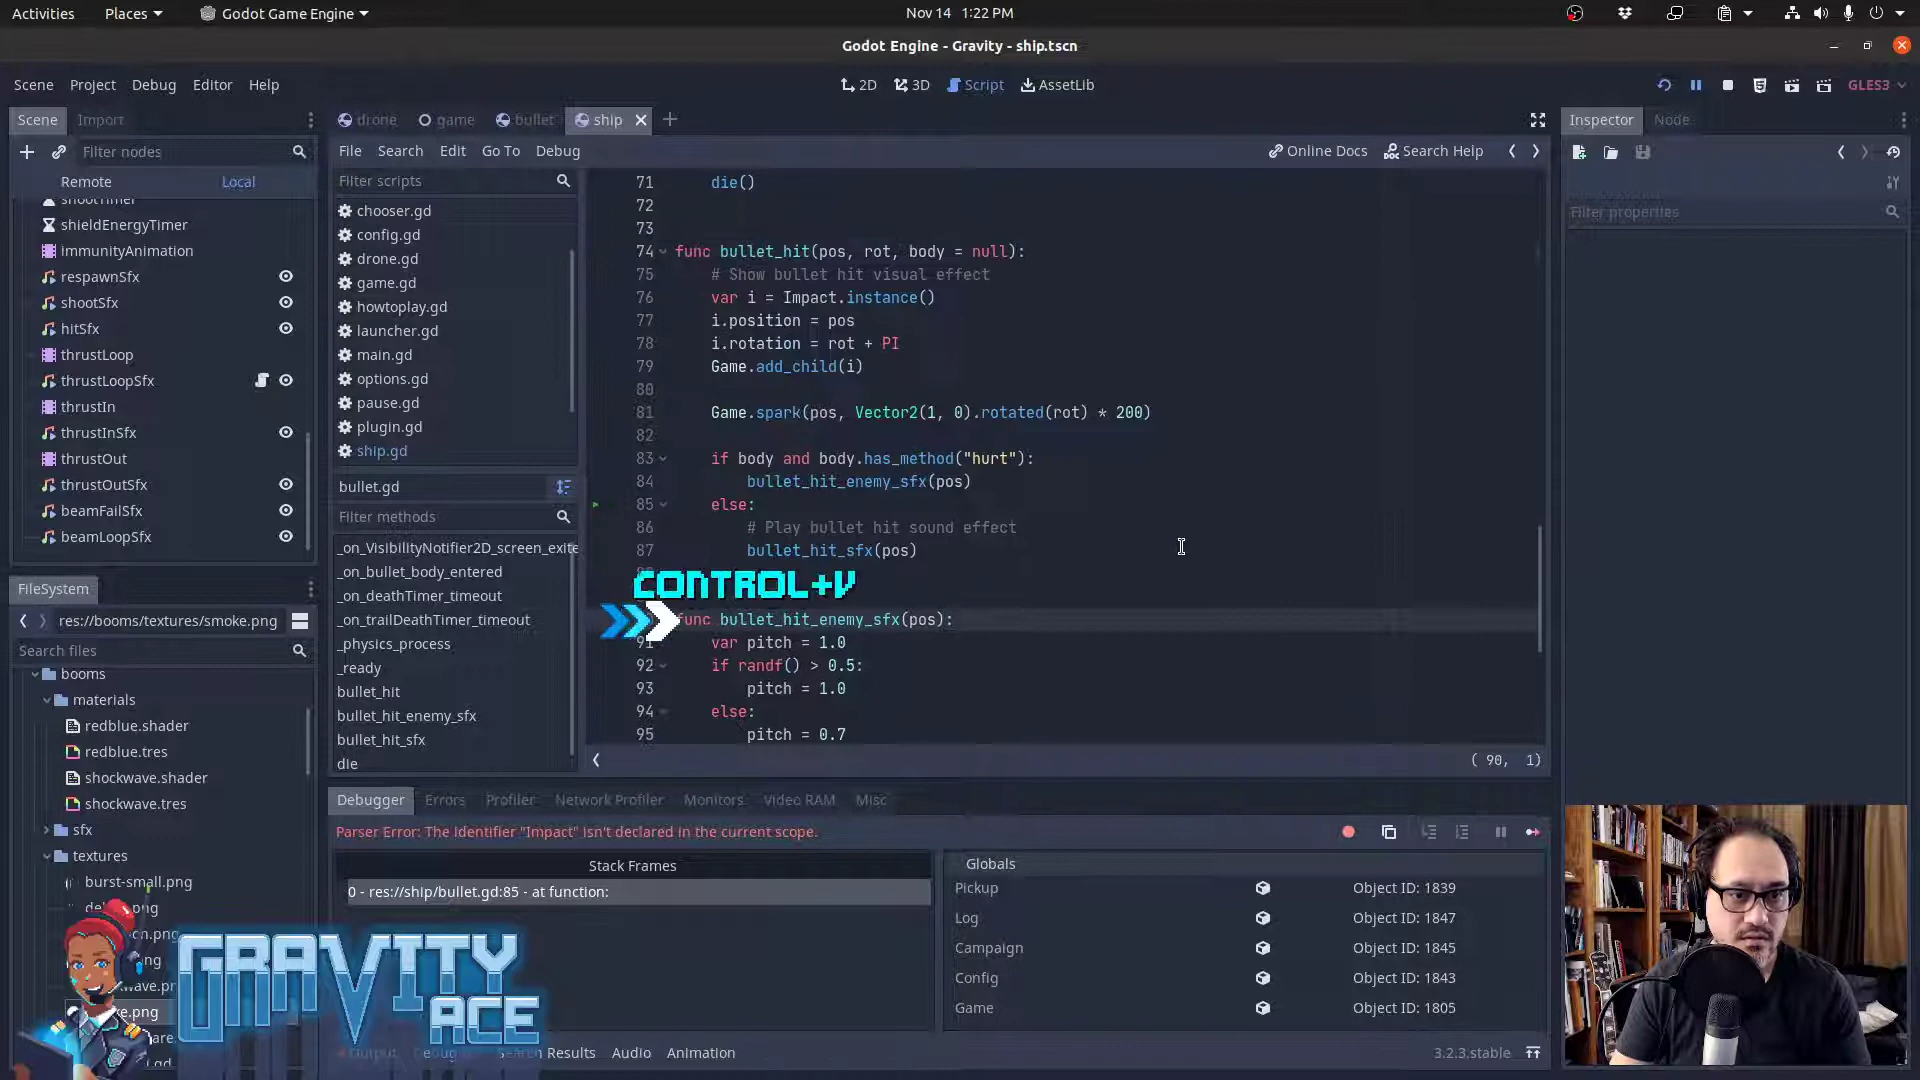 Activities Places Godot Game Engine Nov 14 1:22 PM
Godot Engine - Gravity - ship.tscn
Scene Project Debug Editor Help 2D 3D Script AssetLib GLES3
Scene Import drone game bullet ship Inspector Node
Filter nodes File Search Edit Go To Debug Online Docs Search Help
Remote Local
shootTimer
shieldEnergyTimer
immunityAnimation
respawnSfx
shootSfx
hitSfx
thrustLoop
thrustLoopSfx
thrustIn
thrustInSfx
thrustOut
thrustOutSfx
beamFailSfx
beamLoopSfx
FileSystem
res://booms/textures/smoke.png
Search files
booms
materials
redblue.shader
redblue.tres
shockwave.shader
shockwave.tres
sfx
textures
burst-small.png
Filter scripts
chooser.gd
config.gd
drone.gd
game.gd
howtoplay.gd
launcher.gd
main.gd
options.gd
pause.gd
plugin.gd
ship.gd
bullet.gd
Filter methods
_on_VisibilityNotifier2D_screen_exite
_on_bullet_body_entered
_on_deathTimer_timeout
_on_trailDeathTimer_timeout
_physics_process
_ready
bullet_hit
bullet_hit_enemy_sfx
bullet_hit_sfx
die
71 die()
72
73
74 func bullet_hit(pos, rot, body = null):
75 # Show bullet hit visual effect
76 var i = Impact.instance()
77 i.position = pos
78 i.rotation = rot + PI
79 Game.add_child(i)
80
81 Game.spark(pos, Vector2(1, 0).rotated(rot) * 200)
82
83 if body and body.has_method("hurt"):
84 bullet_hit_enemy_sfx(pos)
85 else:
86 # Play bullet hit sound effect
87 bullet_hit_sfx(pos)
CONTROL+V
func bullet_hit_enemy_sfx(pos):
91 var pitch = 1.0
92 if randf() > 0.5:
93 pitch = 1.0
94 else:
95 pitch = 0.7
( 90, 1)
Filter properties
Debugger Errors Profiler Network Profiler Monitors Video RAM Misc
Parser Error: The identifier "Impact" isn't declared in the current scope.
Stack Frames
0 - res://ship/bullet.gd:85 - at function:
Globals
Pickup Object ID: 1839
Log Object ID: 1847
Campaign Object ID: 1845
Config Object ID: 1843
Game Object ID: 1805
GRAVITY
ACE
Search Results Audio Animation 3.2.3.stable